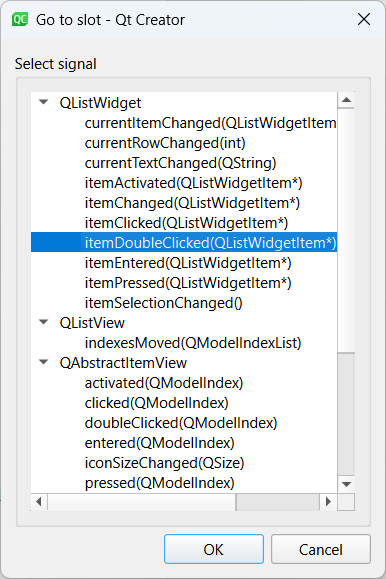 QC Go to slot - Qt Creator
Select signal
QListWidget
currentItemChanged(QListWidgetItem
currentRowChanged(int)
currentTextChanged(QString)
itemActivated(QListWidgetItem*)
itemChanged(QListWidgetItem*)
itemClicked(QListWidgetItem*)
itemDoubleClicked(QListWidgetItem*)
itemEntered(QListWidgetItem*)
itemPressed(QListWidgetItem*)
itemSelectionChanged()
QListView
indexesMoved(QModelIndexList)
QAbstractItemView
activated(QModelIndex)
clicked(QModelIndex)
doubleClicked(QModelIndex)
entered(QModelIndex)
iconSizeChanged(QSize)
pressed(QModelIndex)
OK Cancel